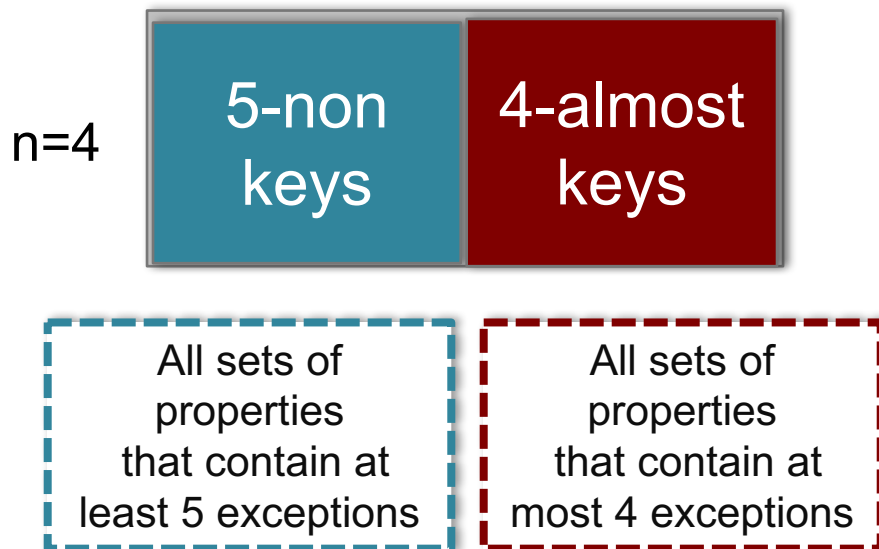 n=4
5-non
keys
4-almost
keys
All sets of
properties
that contain at
least 5 exceptions
All sets of
properties
that contain at
most 4 exceptions